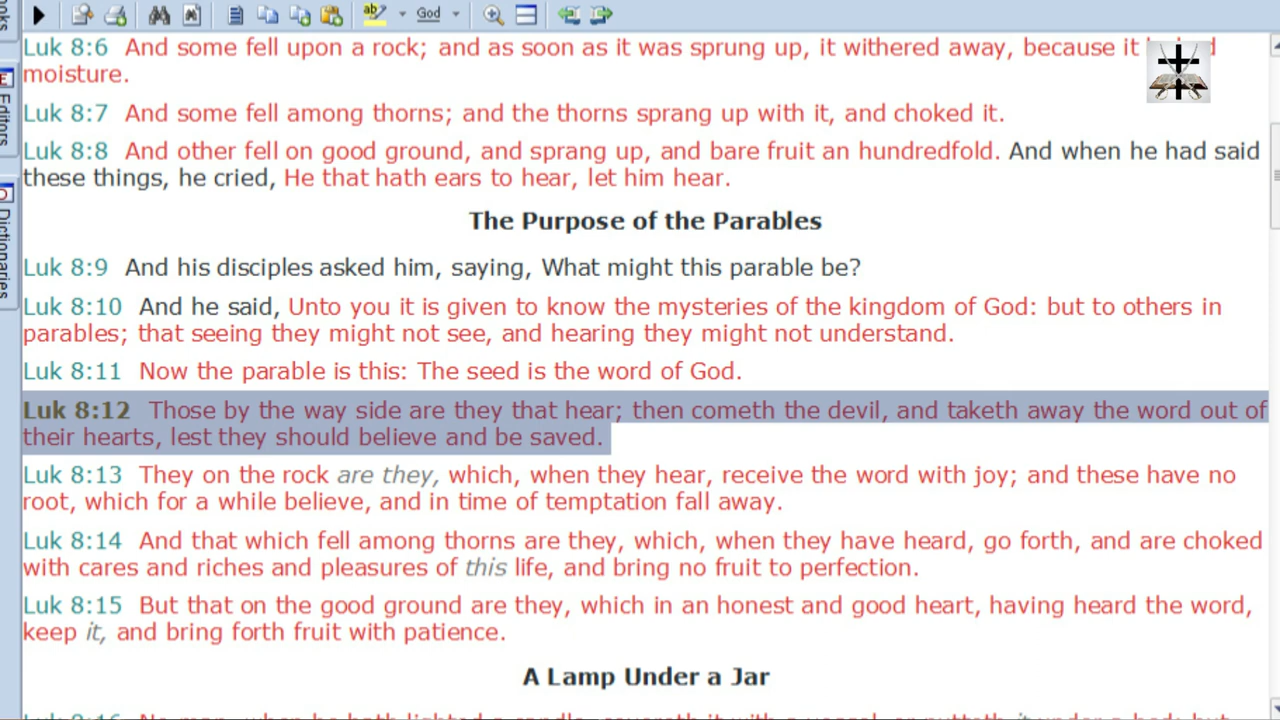 God
Luk 8:6 And some fell upon a rock; and as soon as it was sprung up, it withered away, because it
moisture.
Luk 8:7 And some fell among thorns; and the thorns sprang up with it, and choked it.
Luk 8:8 And other fell on good ground, and sprang up, and bare fruit an hundredfold. And when he had said
these things, he cried, He that hath ears to hear, let him hear.
The Purpose of the Parables
Luk 8:9 And his disciples asked him, saying, What might this parable be?
Luk 8:10 And he said, Unto you it is given to know the mysteries of the kingdom of God: but to others in
parables; that seeing they might not see, and hearing they might not understand.
Luk 8:11 Now the parable is this: The seed is the word of God.
Luk 8:12 Those by the way side are they that hear; then cometh the devil, and taketh away the word out of
their hearts, lest they should believe and be saved.
Luk 8:13 They on the rock are they, which, when they hear, receive the word with joy; and these have no
root, which for a while believe, and in time of temptation fall away.
Luk 8:14 And that which fell among thorns are they, which, when they have heard, go forth, and are choked
with cares and riches and pleasures of this life, and bring no fruit to perfection.
Luk 8:15 But that on the good ground are they, which in an honest and good heart, having heard the word,
keep it, and bring forth fruit with patience.
A Lamp Under a Jar
Editors
Dictionaries